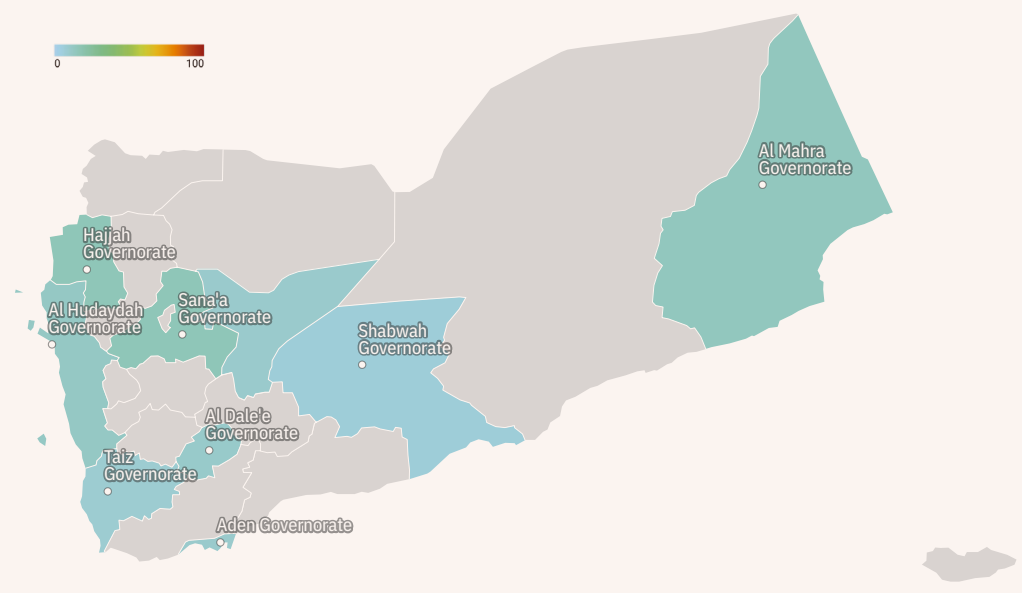 0 100
Al Mahra
Governorate
Hajjah
Governorate
Sana'a
Governorate
Al Hudaydah
Governorate
Shabwah
Governorate
Al Dale'e
Governorate
Taiz
Governorate
Aden Governorate